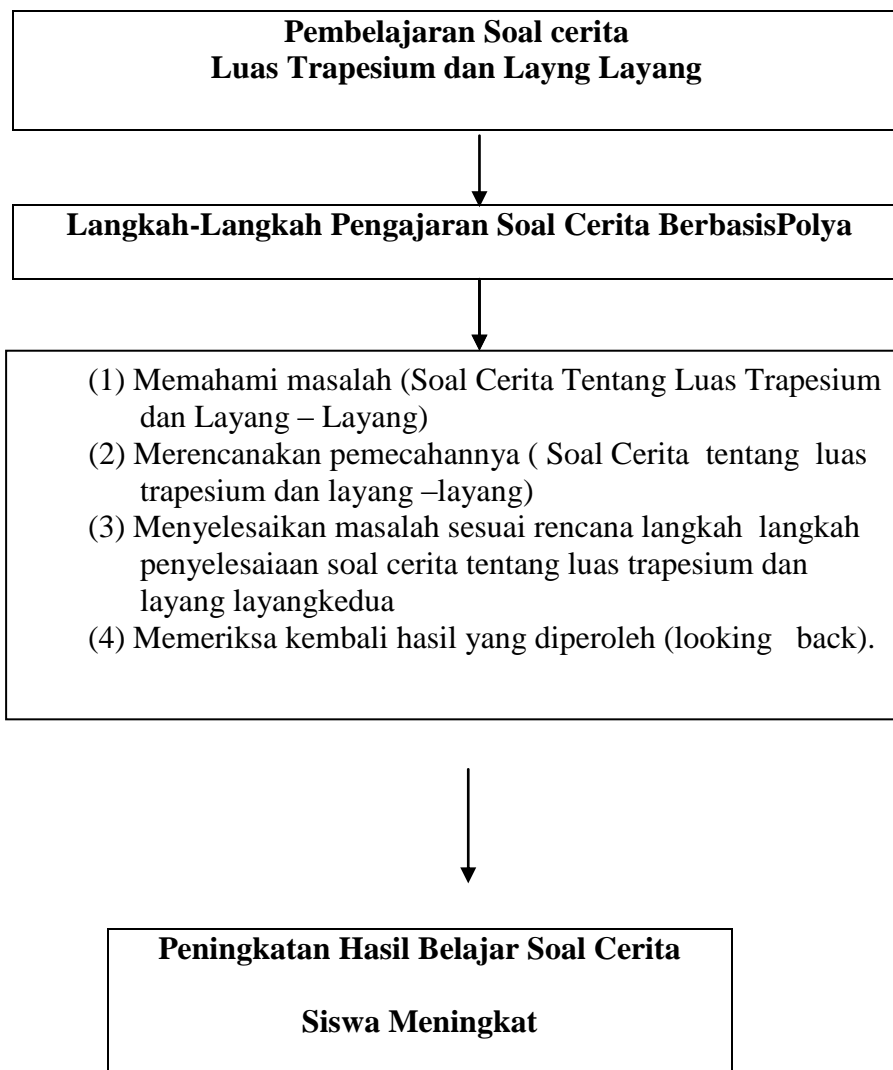 Pembelajaran Soal cerita
Luas Trapesium dan Layng Layang
Langkah-Langkah Pengajaran Soal Cerita BerbasisPolya
(1) Memahami masalah (Soal Cerita Tentang Luas Trapesium
dan Layang – Layang)
(2) Merencanakan pemecahannya ( Soal Cerita tentang luas
trapesium dan layang –layang)
(3) Menyelesaikan masalah sesuai rencana langkah langkah
penyelesaiaan soal cerita tentang luas trapesium dan
layang layangkedua
(4) Memeriksa kembali hasil yang diperoleh (looking back).
Peningkatan Hasil Belajar Soal Cerita
Siswa Meningkat